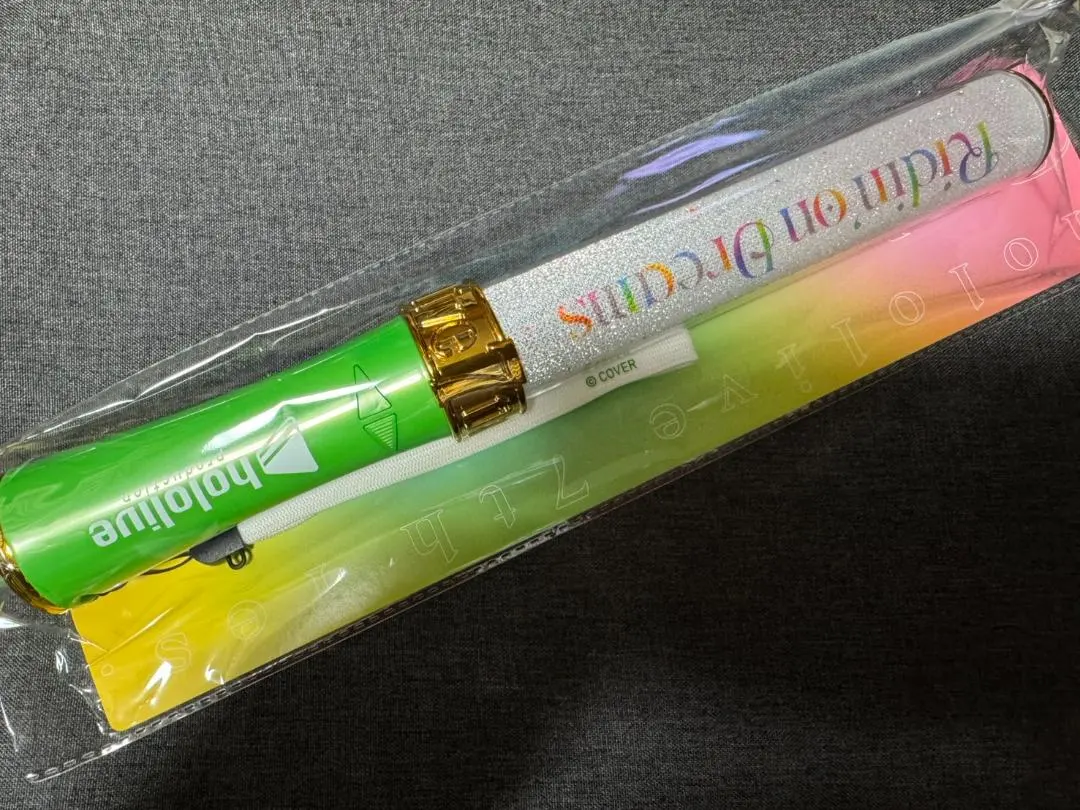 Ridin' on Dreams
© COVER
hololive
production
hololive 7th fes.